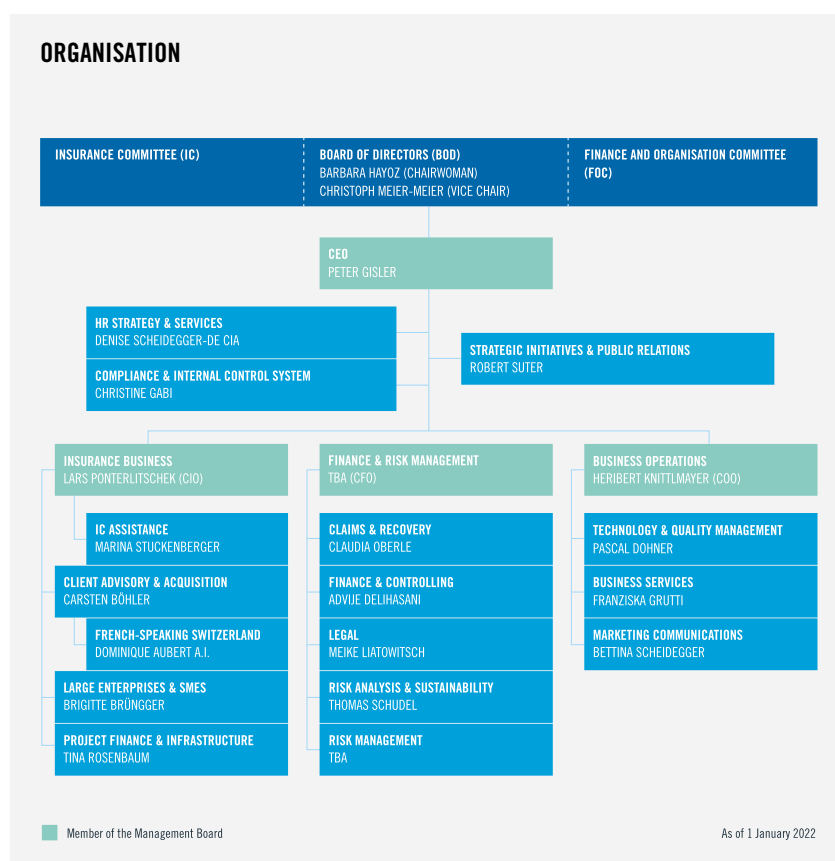 ORGANISATION
INSURANCE COMMITTEE (IC)
BOARD OF DIRECTORS (BOD)
BARBARA HAYOZ (CHAIRWOMAN)
CHRISTOPH MEIER-MEIER (VICE CHAIR)
FINANCE AND ORGANISATION COMMITTEE
(FOC)
CEO
PETER GISLER
HR STRATEGY & SERVICES
DENISE SCHEIDEGGER-DE CIA
COMPLIANCE & INTERNAL CONTROL SYSTEM
CHRISTINE GABI
STRATEGIC INITIATIVES & PUBLIC RELATIONS
ROBERT SUTER
INSURANCE BUSINESS
LARS PONTERLITSCHEK (CIO)
IC ASSISTANCE
MARINA STUCKENBERGER
CLIENT ADVISORY & ACQUISITION
CARSTEN BÖHLER
FRENCH-SPEAKING SWITZERLAND
DOMINIQUE AUBERT A.I.
LARGE ENTERPRISES & SMES
BRIGITTE BRÜNGGER
PROJECT FINANCE & INFRASTRUCTURE
TINA ROSENBAUM
FINANCE & RISK MANAGEMENT
TBA (CFO)
CLAIMS & RECOVERY
CLAUDIA OBERLE
FINANCE & CONTROLLING
ADVIJE DELIHASANI
LEGAL
MEIKE LIATOWITSCH
RISK ANALYSIS & SUSTAINABILITY
THOMAS SCHUDEL
RISK MANAGEMENT
TBA
BUSINESS OPERATIONS
HERIBERT KNITTLMAYER (COO)
TECHNOLOGY & QUALITY MANAGEMENT
PASCAL DOHNER
BUSINESS SERVICES
FRANZISKA GRUTTI
MARKETING COMMUNICATIONS
BETTINA SCHEIDEGGER
Member of the Management Board
As of 1 January 2022